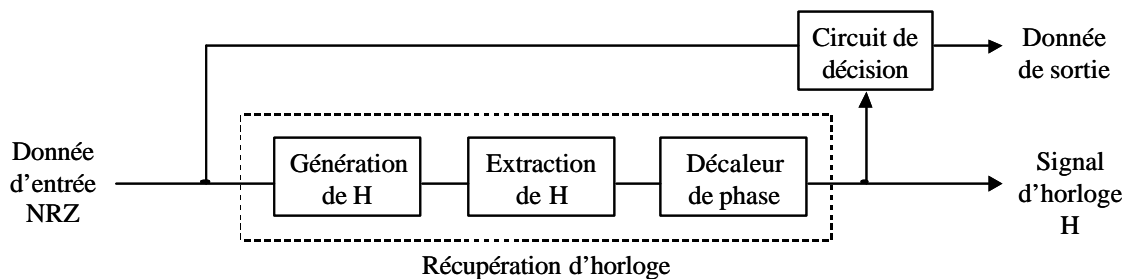 Circuit de
décision
Donnée
de sortie
Donnée
d'entrée
NRZ
Génération
de H
Extraction
de H
Décaleur
de phase
Signal
d'horloge
H
Récupération d'horloge